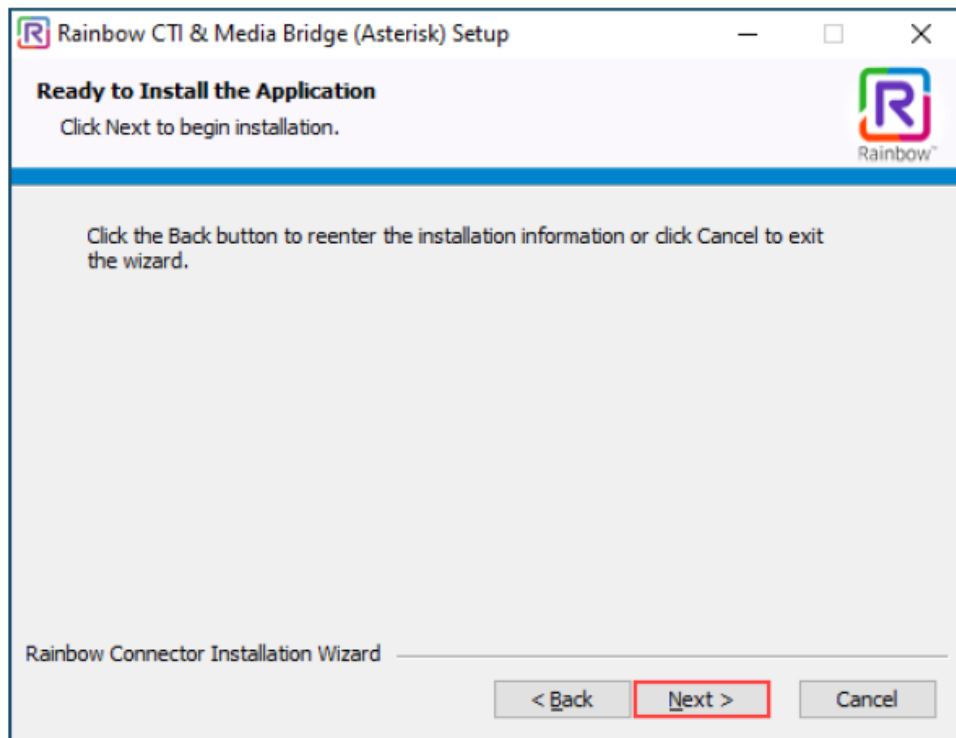 Rainbow CTI & Media Bridge (Asterisk) Setup
Ready to Install the Application
Click Next to begin installation.
R
Rainbow™
Click the Back button to reenter the installation information or click Cancel to exit
the wizard.
Rainbow Connector Installation Wizard
< Back
Next >
Cancel